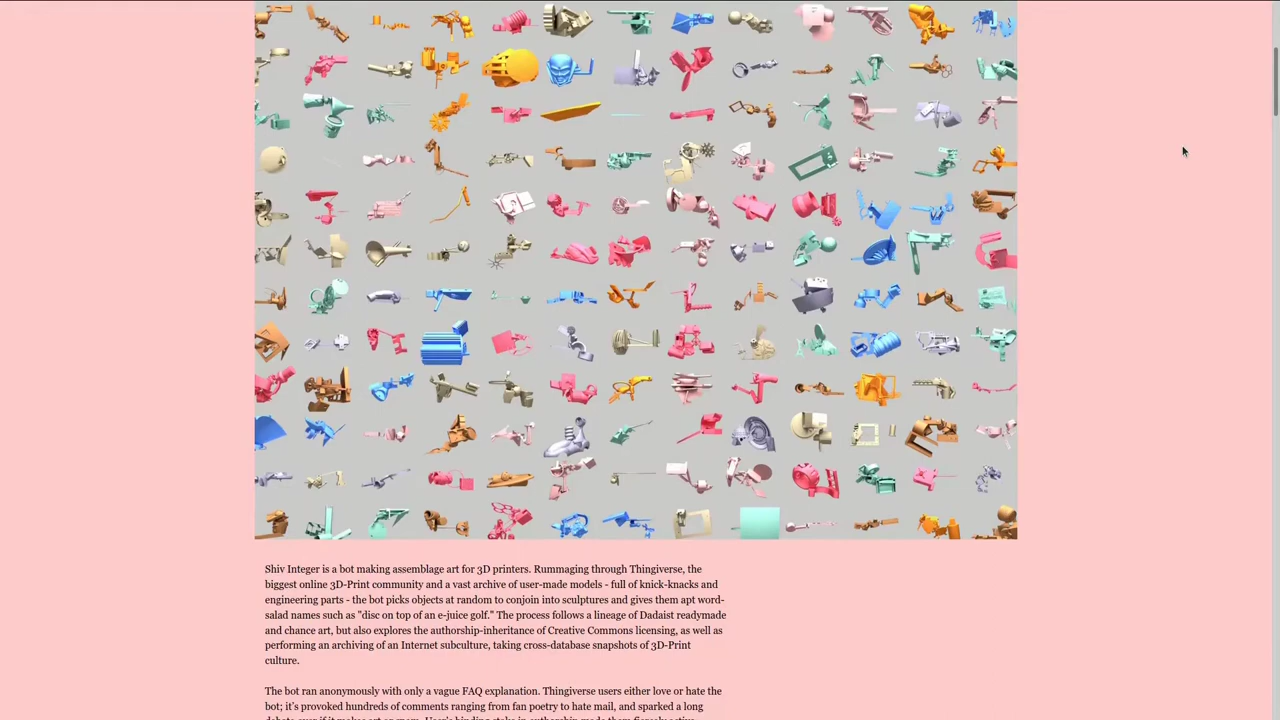 Shiv Integer is a bot making assemblage art for 3D printers. Rummaging through Thingiverse, the
biggest online 3D-Print community and a vast archive of user-made models - full of knick-knacks and
engineering parts - the bot picks objects at random to conjoin into sculptures and gives them apt word-
salad names such as "disc on top of an e-juice golf." The process follows a lineage of Dadaist readymade
and chance art, but also explores the authorship-inheritance of Creative Commons licensing, as well as
performing an archiving of an Internet subculture, taking cross-database snapshots of 3D-Print
culture.
The bot ran anonymously with only a vague FAQ explanation. Thingiverse users either love or hate the
bot; it's provoked hundreds of comments ranging from fan poetry to hate mail, and sparked a long